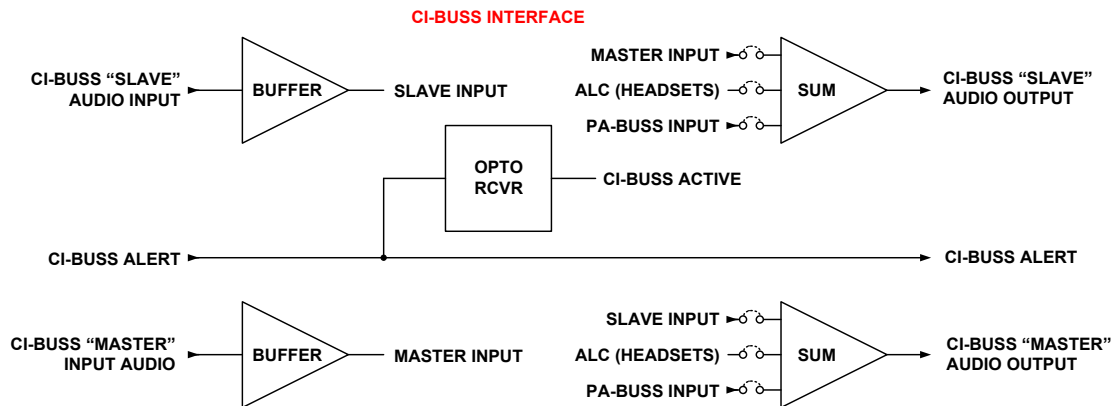 CI-BUSS INTERFACE
CI-BUSS “SLAVE”
AUDIO INPUT
BUFFER
SLAVE INPUT
MASTER INPUT
ALC (HEADSETS)
PA-BUSS INPUT
SUM
CI-BUSS “SLAVE”
AUDIO OUTPUT
OPTO
RCVR
CI-BUSS ACTIVE
CI-BUSS ALERT
CI-BUSS ALERT
CI-BUSS “MASTER”
INPUT AUDIO
BUFFER
MASTER INPUT
SLAVE INPUT
ALC (HEADSETS)
PA-BUSS INPUT
SUM
CI-BUSS “MASTER”
AUDIO OUTPUT